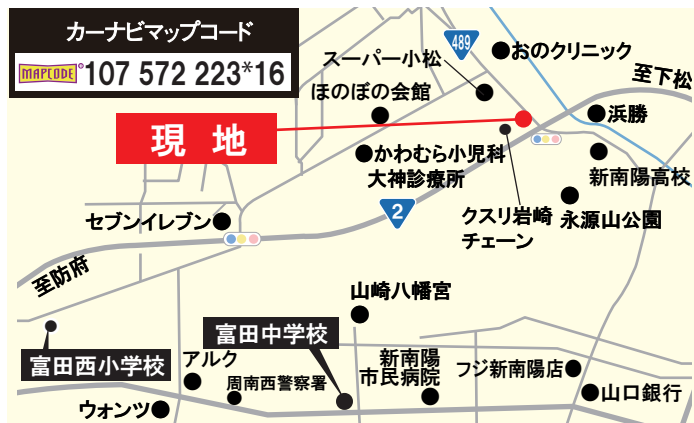 カーナビマップコード
MAPCODE® 107 572 223*16
489
おのクリニック
スーパー小松
至下松
ほのぼの会館
浜勝
現 地
かわむら小児科
大神診療所
新南陽高校
2
クスリ岩崎
チェーン
永源山公園
セブンイレブン
至防府
山崎八幡宮
富田中学校
富田西小学校
アルク
周南西警察署
新南陽
市民病院
フジ新南陽店
山口銀行
ウォンツ